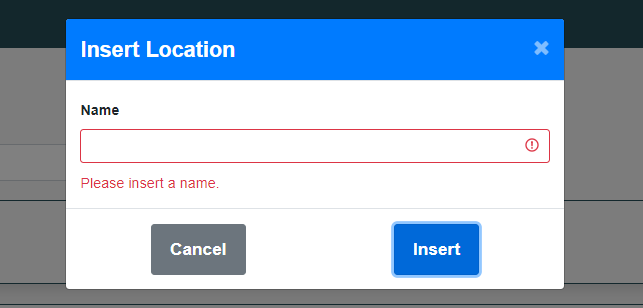 Insert Location
Name
Please insert a name.
Cancel
Insert